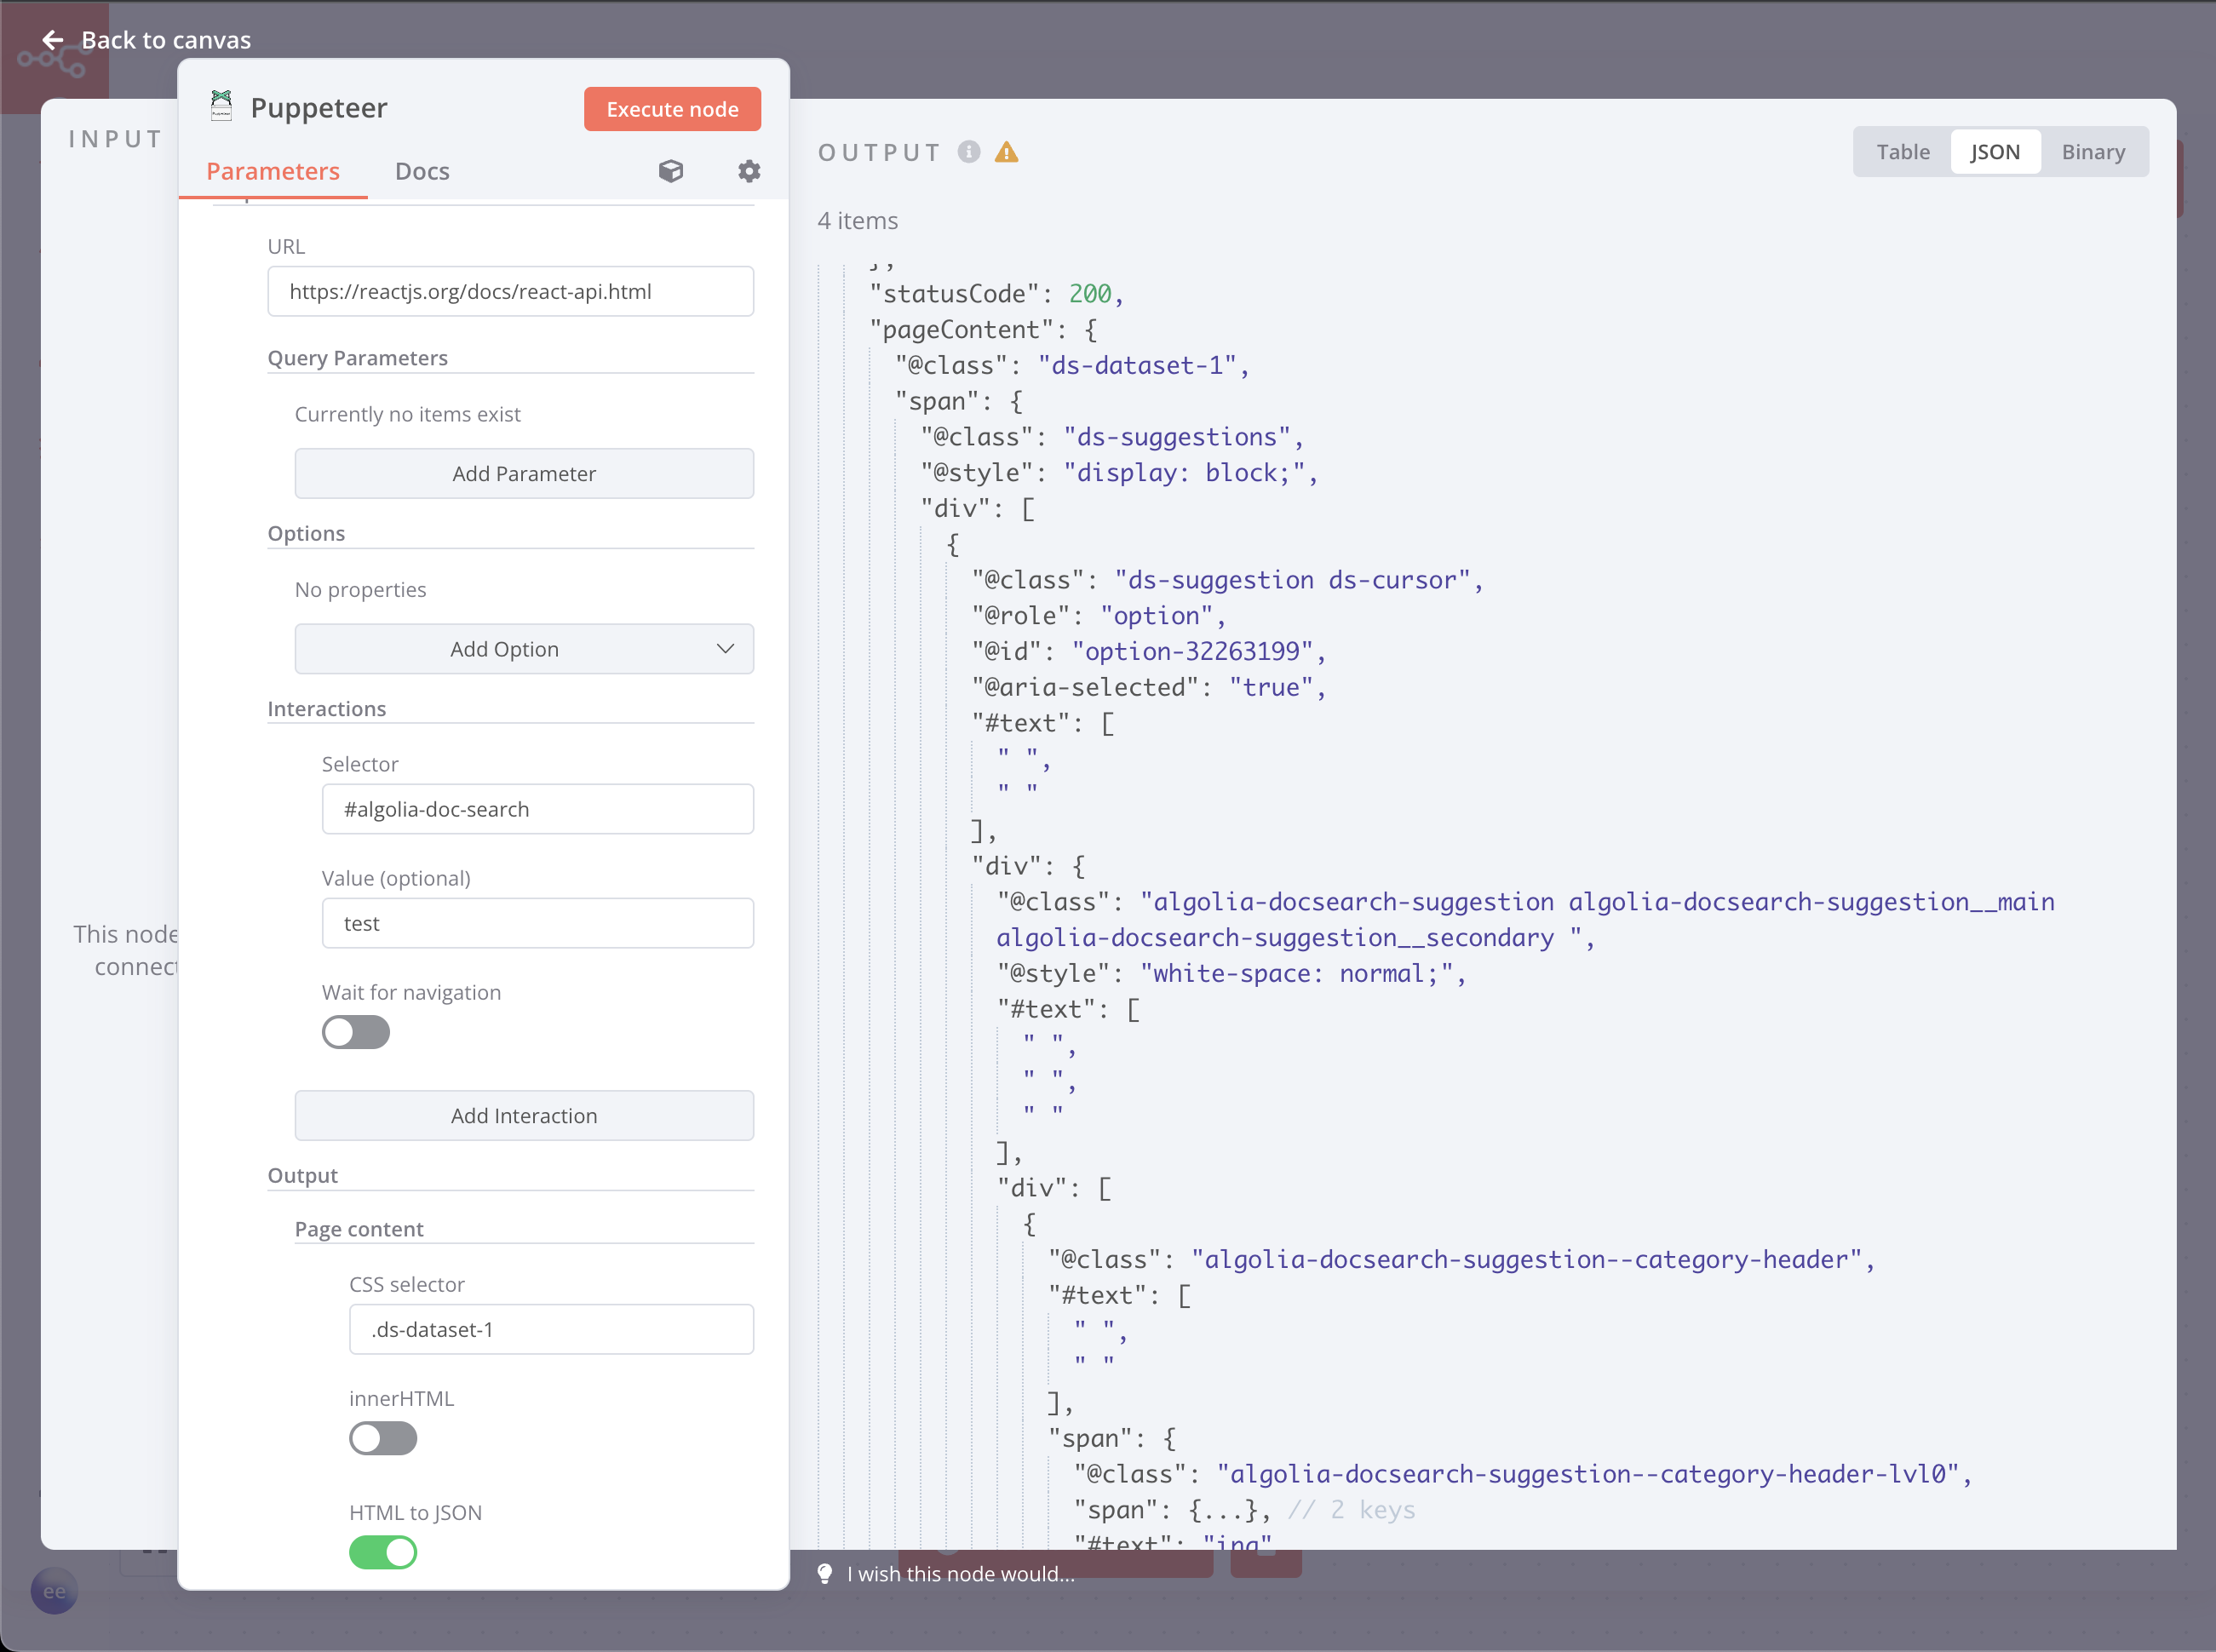 Back to canvas
INPUT
This node
connect
Puppeteer
Execute node
Parameters
Docs
URL
https://reactjs.org/docs/react-api.html
Query Parameters
Currently no items exist
Add Parameter
Options
No properties
Add Option
Interactions
Selector
#algolia-doc-search
Value (optional)
test
Wait for navigation
Add Interaction
Output
Page content
CSS selector
.ds-dataset-1
innerHTML
HTML to JSON
OUTPUT
Table
JSON
Binary
4 items
},
"statusCode": 200,
"pageContent": {
"@class": "ds-dataset-1",
"span": {
"@class": "ds-suggestions",
"@style": "display: block;",
"div": [
{
"@class": "ds-suggestion ds-cursor",
"@role": "option",
"@id": "option-32263199",
"@aria-selected": "true",
"#text": [
" ",
" "
],
"div": {
"@class": "algolia-docsearch-suggestion algolia-docsearch-suggestion__main
algolia-docsearch-suggestion__secondary ",
"@style": "white-space: normal;",
"#text": [
" ",
" ",
" "
],
"div": [
{
"@class": "algolia-docsearch-suggestion--category-header",
"#text": [
" ",
" "
],
"span": {
"@class": "algolia-docsearch-suggestion--category-header-lvl0",
"span": {...}, // 2 keys
"#text": "ing"
I wish this node would...
ee